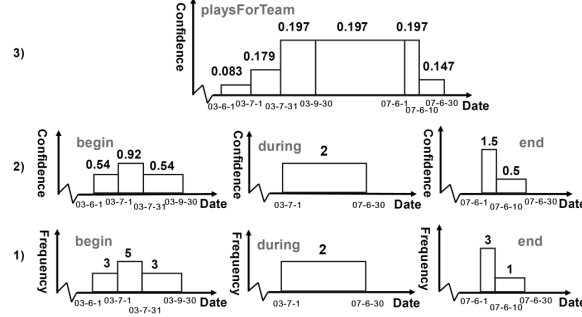 playsForTeam
Confidence
3)
0.083
0.179
0.197
0.197
0.197
0.147
03-6-1
03-7-1
03-7-31
03-9-30
07-6-1
07-6-10
07-6-30
Date
2)
Confidence
begin
0.54
0.92
0.54
03-6-1
03-7-1
03-7-31
03-9-30
Date
Confidence
during
2
03-7-1
07-6-30
Date
Confidence
end
1.5
0.5
07-6-1
07-6-10
07-6-30
Date
1)
Frequency
begin
3
5
3
03-6-1
03-7-1
03-7-31
03-9-30
Date
Frequency
during
2
03-7-1
07-6-30
Date
Frequency
end
3
1
07-6-1
07-6-10
07-6-30
Date